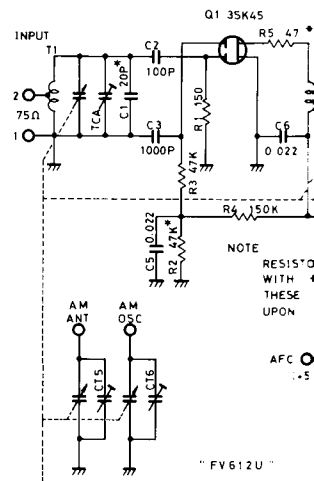 Q1 3SK45
R5 47 *
INPUT
T1
C2
100P
2
75Ω
1
TCA
C1 20P *
C3
1000P
R1 150
C6
0.022
R3 47K
R4 150K
C5 0.022
R2 47K *
NOTE
RESISTO
WITH
THESE
UPON
AM
ANT
AM
OSC
CT5
CT6
AFC
"FV612U"